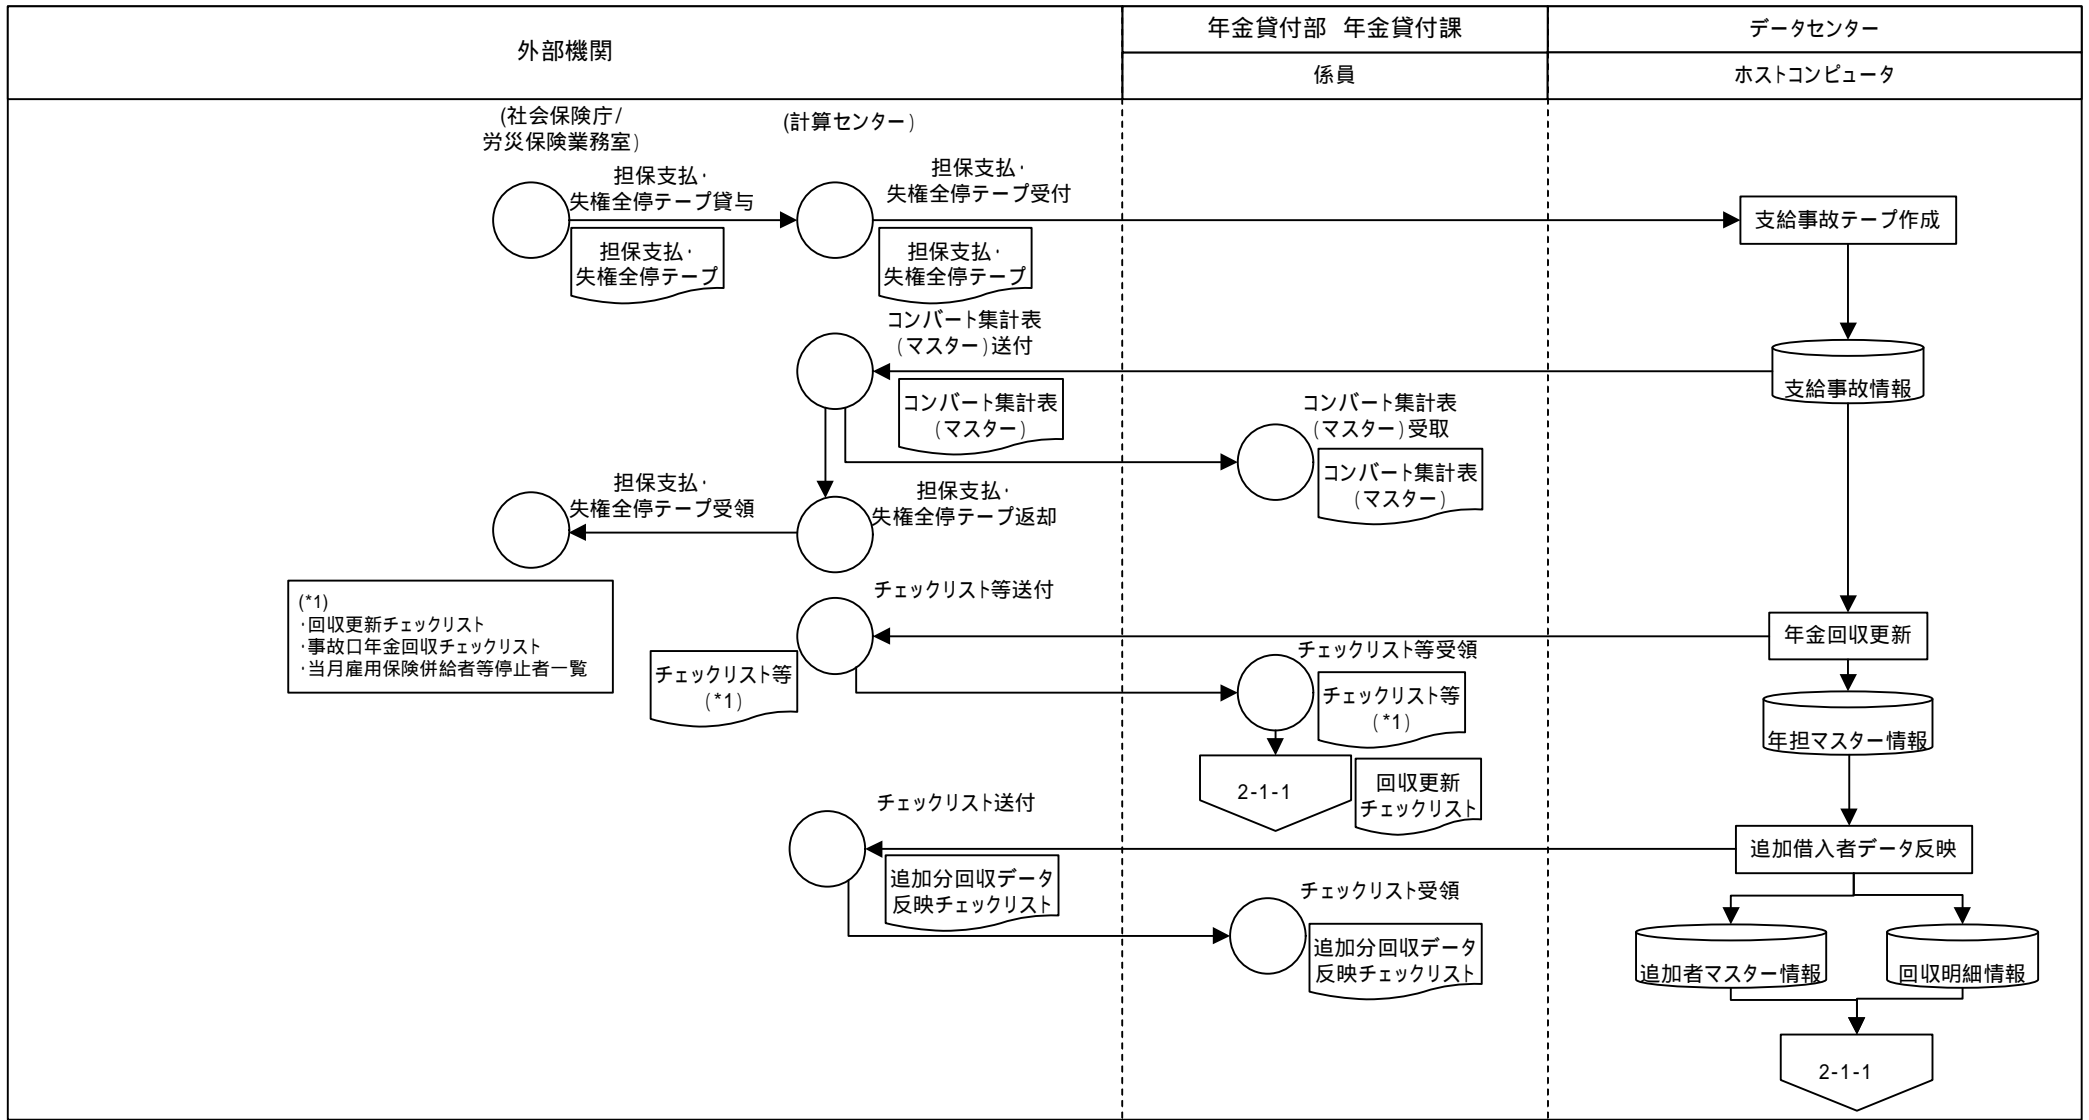 外部機関
年金貸付部 年金貸付課
データセンター
係員
ホストコンピュータ
(社会保険庁/
労災保険業務室)
(計算センター)
担保支払・
失権全停テープ貸与
担保支払・
失権全停テープ受付
支給事故テープ作成
担保支払・
失権全停テープ
担保支払・
失権全停テープ
コンバート集計表
(マスター)送付
支給事故情報
コンバート集計表
(マスター)
コンバート集計表
(マスター)受取
コンバート集計表
(マスター)
担保支払・
失権全停テープ受領
担保支払・
失権全停テープ返却
(*1)
・回収更新チェックリスト
・事故口年金回収チェックリスト
・当月雇用保険併給者等停止者一覧
チェックリスト等送付
年金回収更新
チェックリスト等
(*1)
チェックリスト等受領
チェックリスト等
(*1)
年担マスター情報
2-1-1
回収更新
チェックリスト
チェックリスト送付
追加借入者データ反映
追加分回収データ
反映チェックリスト
チェックリスト受領
追加分回収データ
反映チェックリスト
追加者マスター情報
回収明細情報
2-1-1